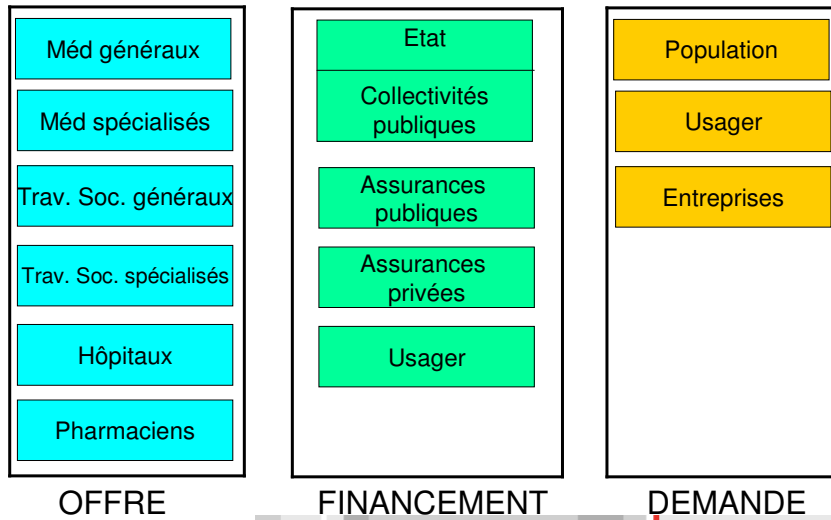 Méd généraux
Méd spécialisés
Trav. Soc. généraux
Trav. Soc. spécialisés
Hôpitaux
Pharmaciens
OFFRE
Etat
Collectivités
publiques
Assurances
publiques
Assurances
privées
Usager
FINANCEMENT
Population
Usager
Entreprises
DEMANDE